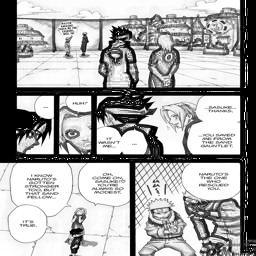 ...SASUKE...
THANKS.
...YOU SAVED ME
FROM THE SAND
GAUNTLET.
HUH?
...
IT
WASN'T
ME...
...
NARUTO'S
THE ONE
WHO
RESCUED
YOU.
OH,
COME ON,
SASUKE!?
YOU'RE
ALWAYS SO
MODEST.
I KNOW
NARUTO'S
GOTTEN
STRONGER
TOO, BUT
THAT SAND
FELLOW...
IT'S
TRUE.